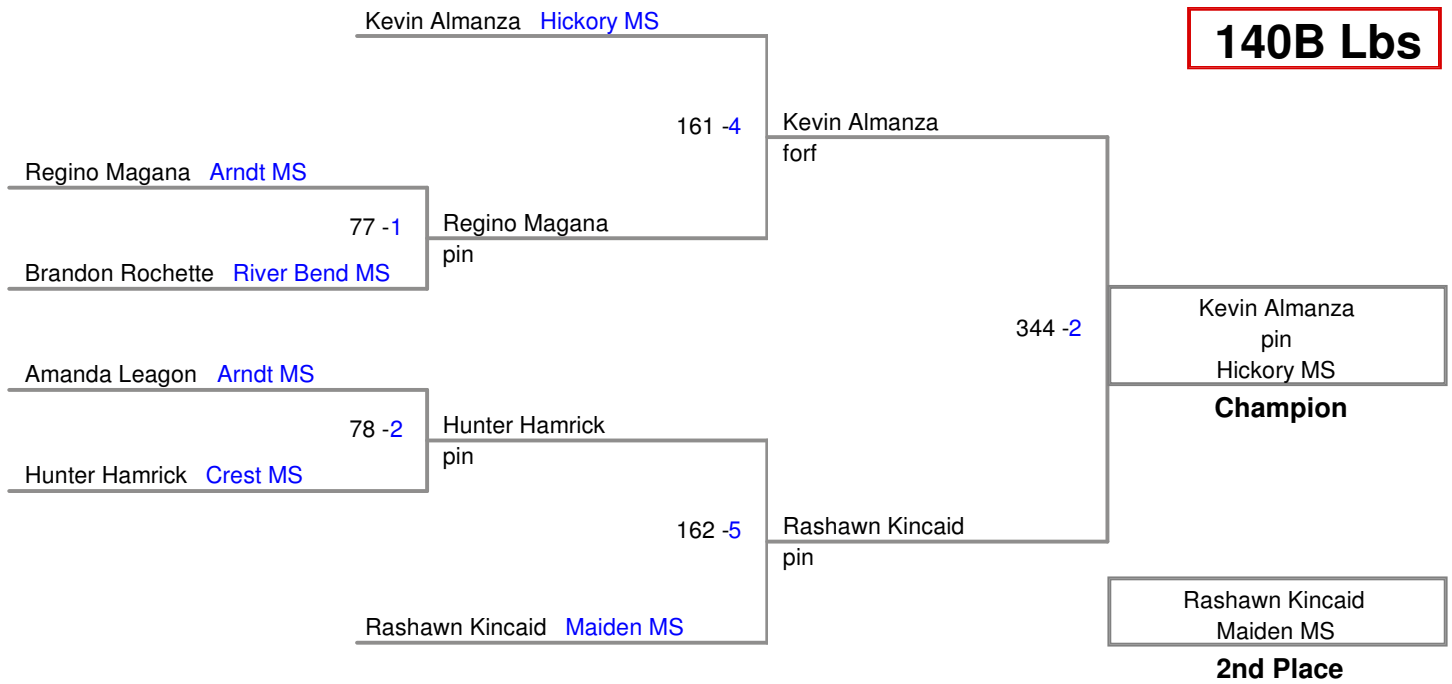 Kevin Almanza Hickory MS
140B Lbs
161 -4
Kevin Almanza
forf
Regino Magana Arndt MS
77 -1
Regino Magana
pin
Brandon Rochette River Bend MS
344 -2
Kevin Almanza
pin
Hickory MS
Champion
Amanda Leagon Arndt MS
78 -2
Hunter Hamrick
pin
Hunter Hamrick Crest MS
162 -5
Rashawn Kincaid
pin
Rashawn Kincaid Maiden MS
Rashawn Kincaid
Maiden MS
2nd Place